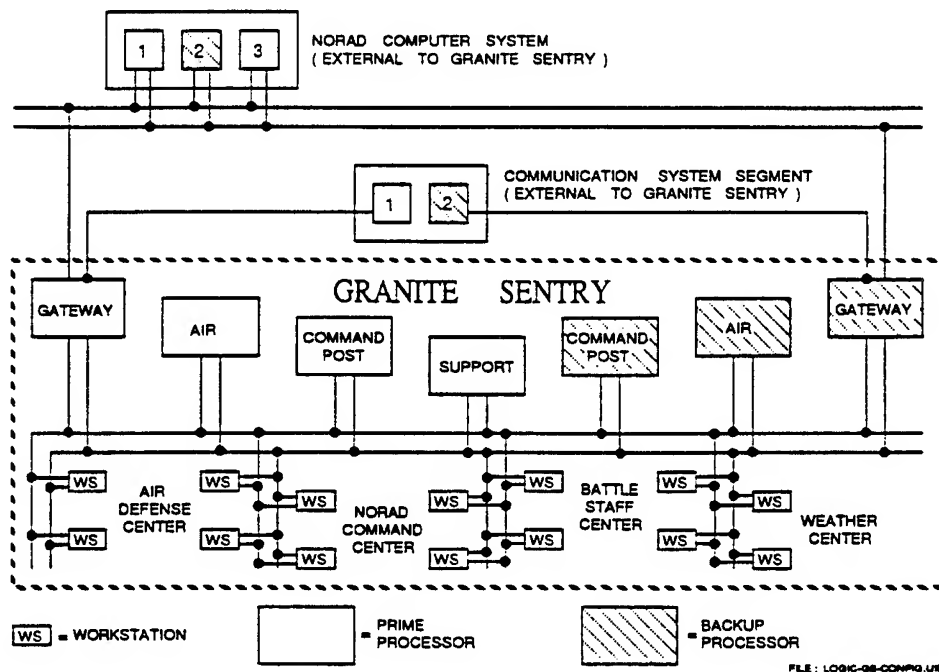 1 2 3
NORAD COMPUTER SYSTEM
( EXTERNAL TO GRANITE SENTRY )
COMMUNICATION SYSTEM SEGMENT
( EXTERNAL TO GRANITE SENTRY )
1 2
GRANITE SENTRY
GATEWAY
AIR
COMMAND
POST
SUPPORT
COMMAND
POST
AIR
GATEWAY
WS
WS
AIR
DEFENSE
CENTER
WS
WS
WS
WS
NORAD
COMMAND
CENTER
WS
WS
WS
WS
BATTLE
STAFF
CENTER
WS
WS
WS
WS
WEATHER
CENTER
WS = WORKSTATION
= PRIME
PROCESSOR
= BACKUP
PROCESSOR